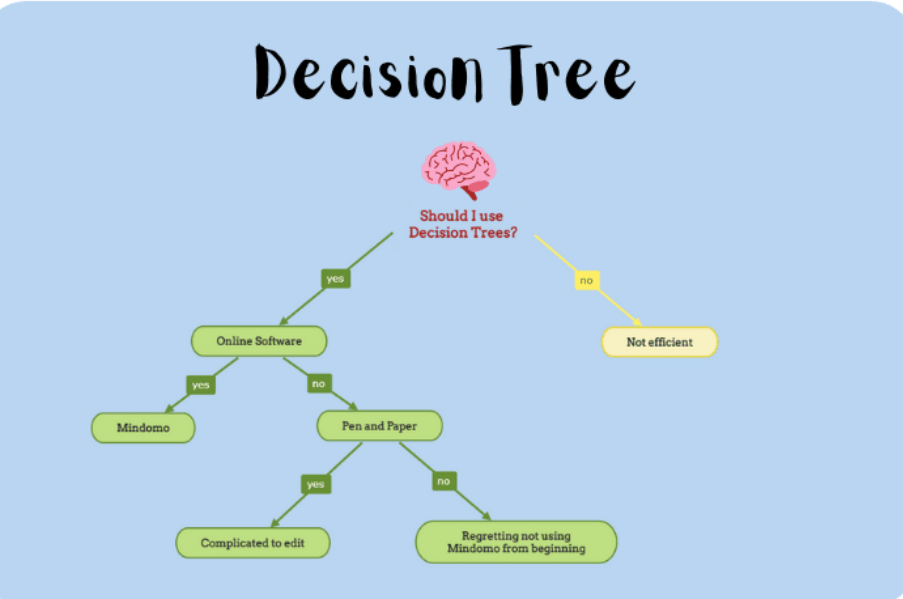 Decision Tree
Should I use
Decision Trees?
yes
no
Online Software
Not efficient
yes
no
Mindomo
Pen and Paper
yes
no
Complicated to edit
Regretting not using
Mindomo from beginning